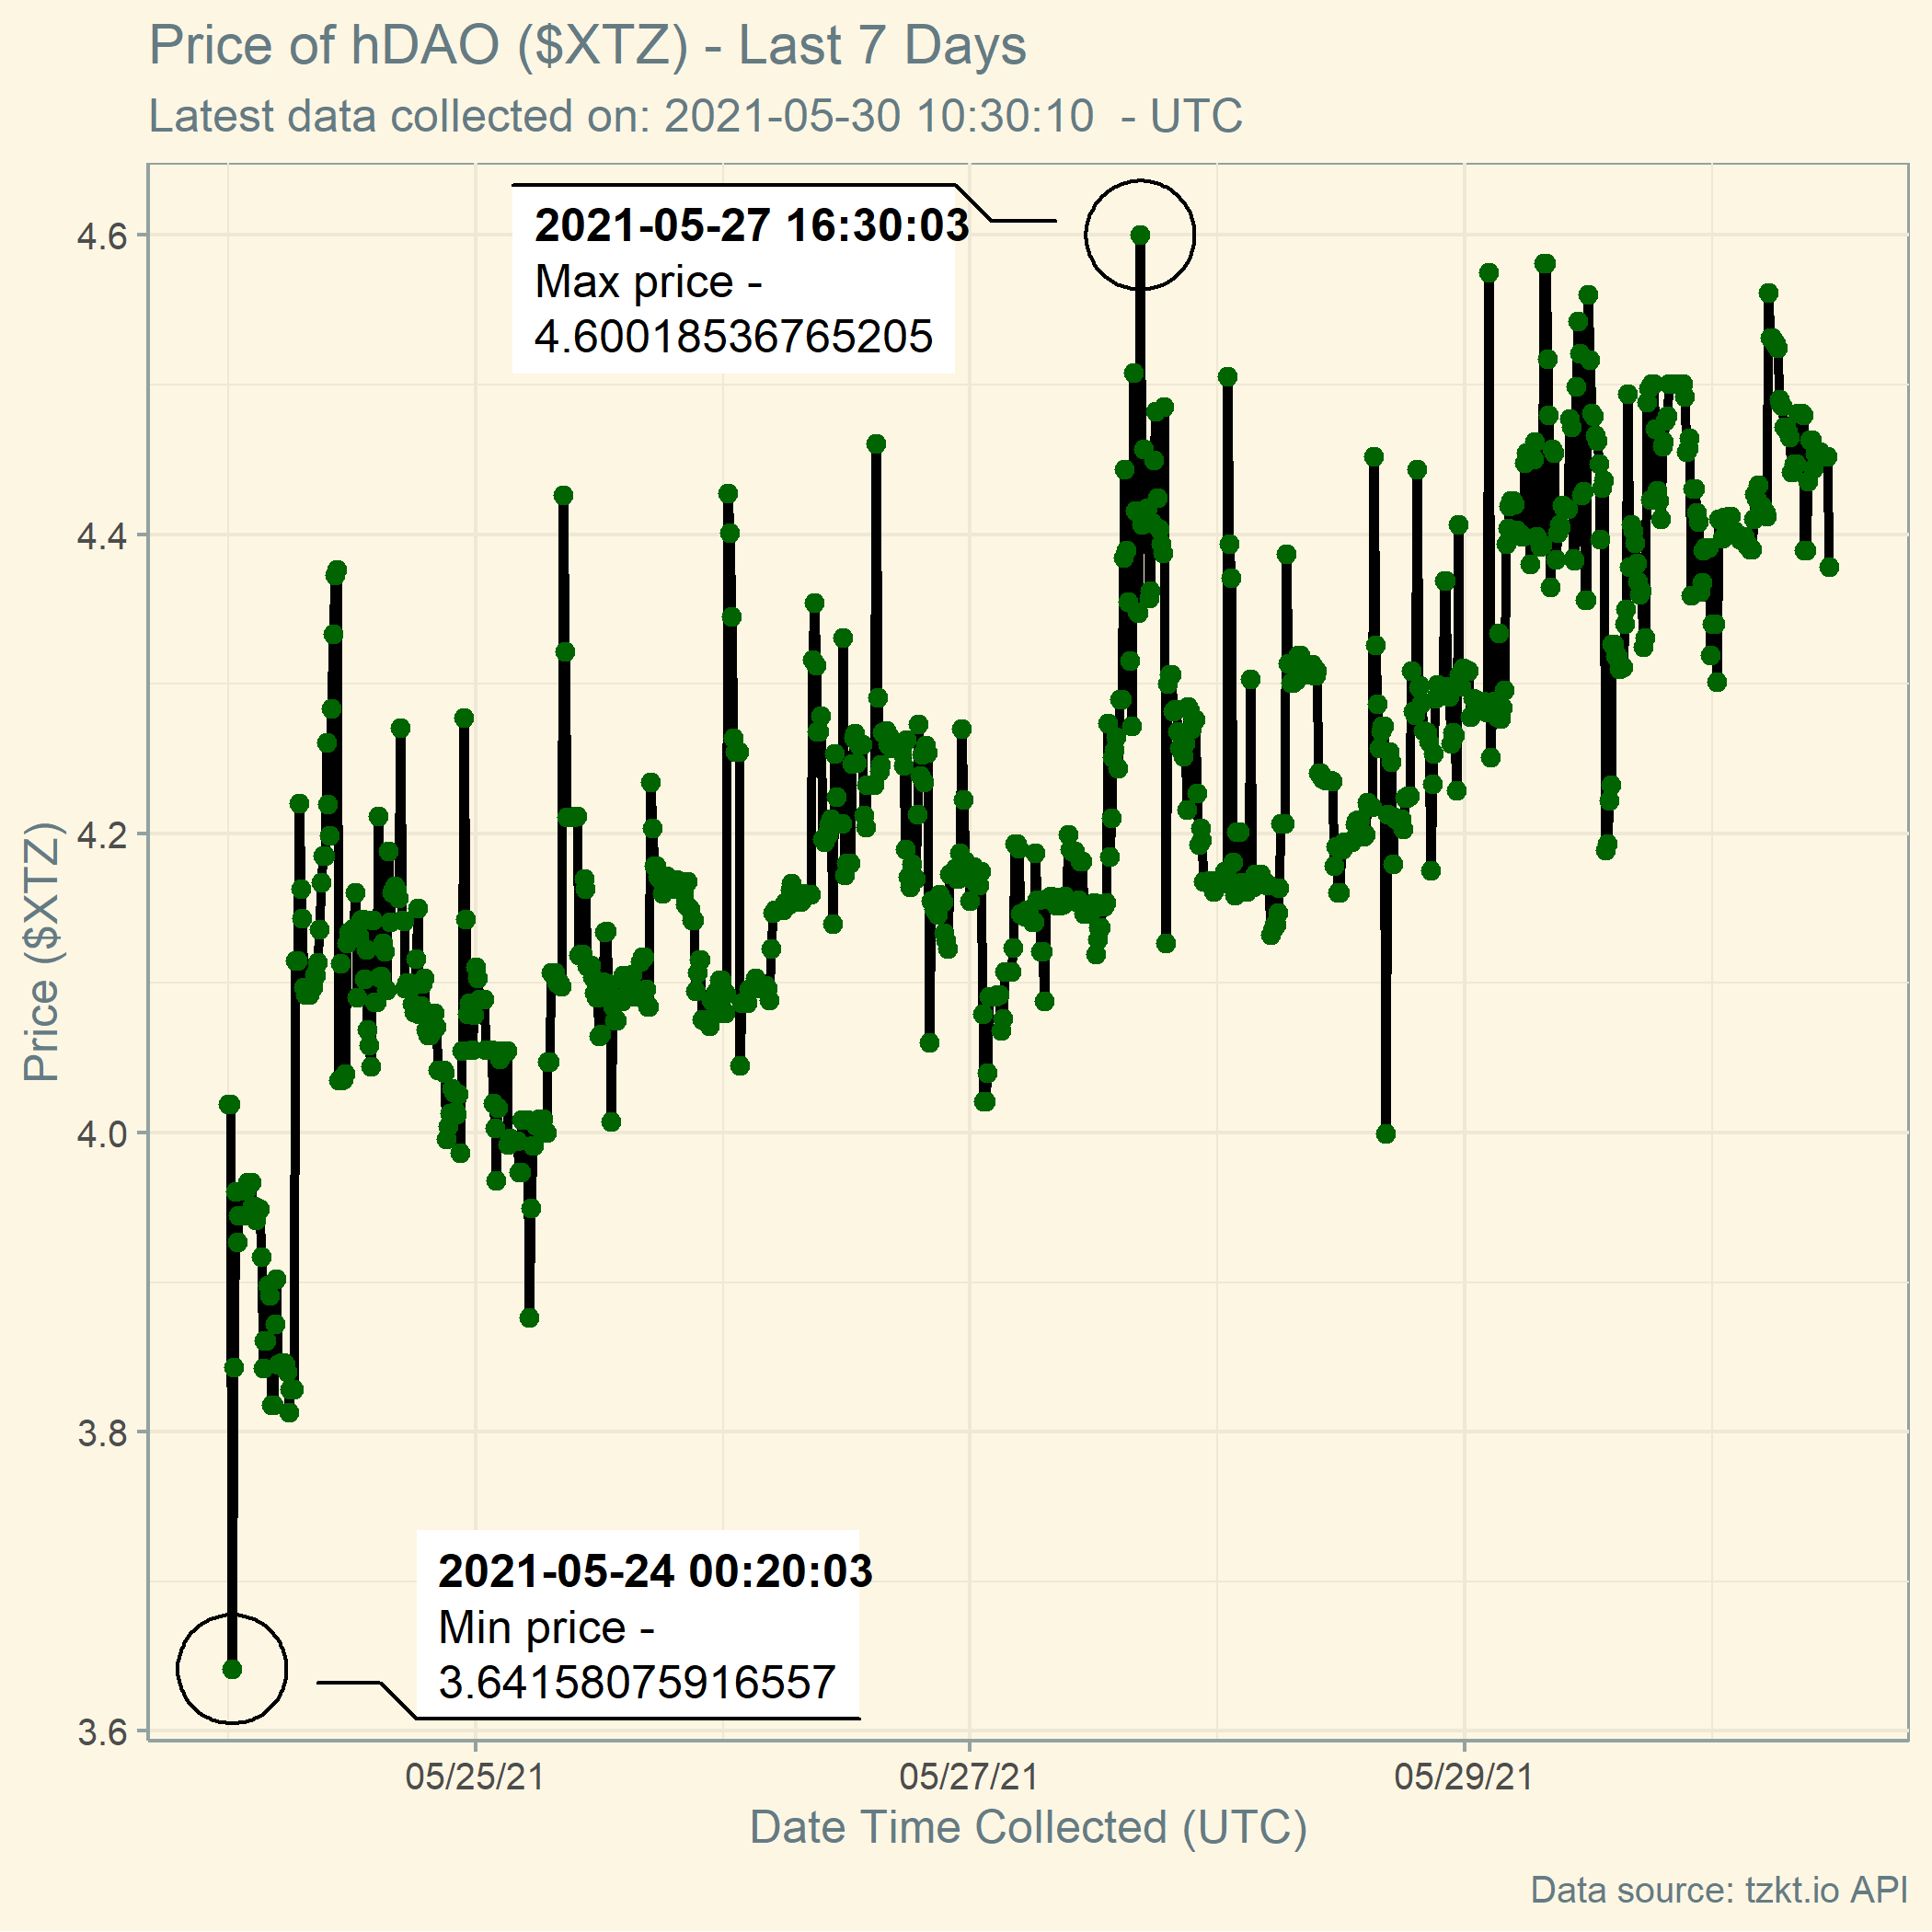 Price of hDAO ($XTZ) - Last 7 Days
Latest data collected on: 2021-05-30 10:30:10  - UTC
2021-05-27 16:30:03
Max price -
4.60018536765205
4.6
4.4
4.2
4.0
3.8
3.6
Price ($XTZ)
2021-05-24 00:20:03
Min price -
3.64158075916557
05/25/21
05/27/21
05/29/21
Date Time Collected (UTC)
Data source: tzkt.io API